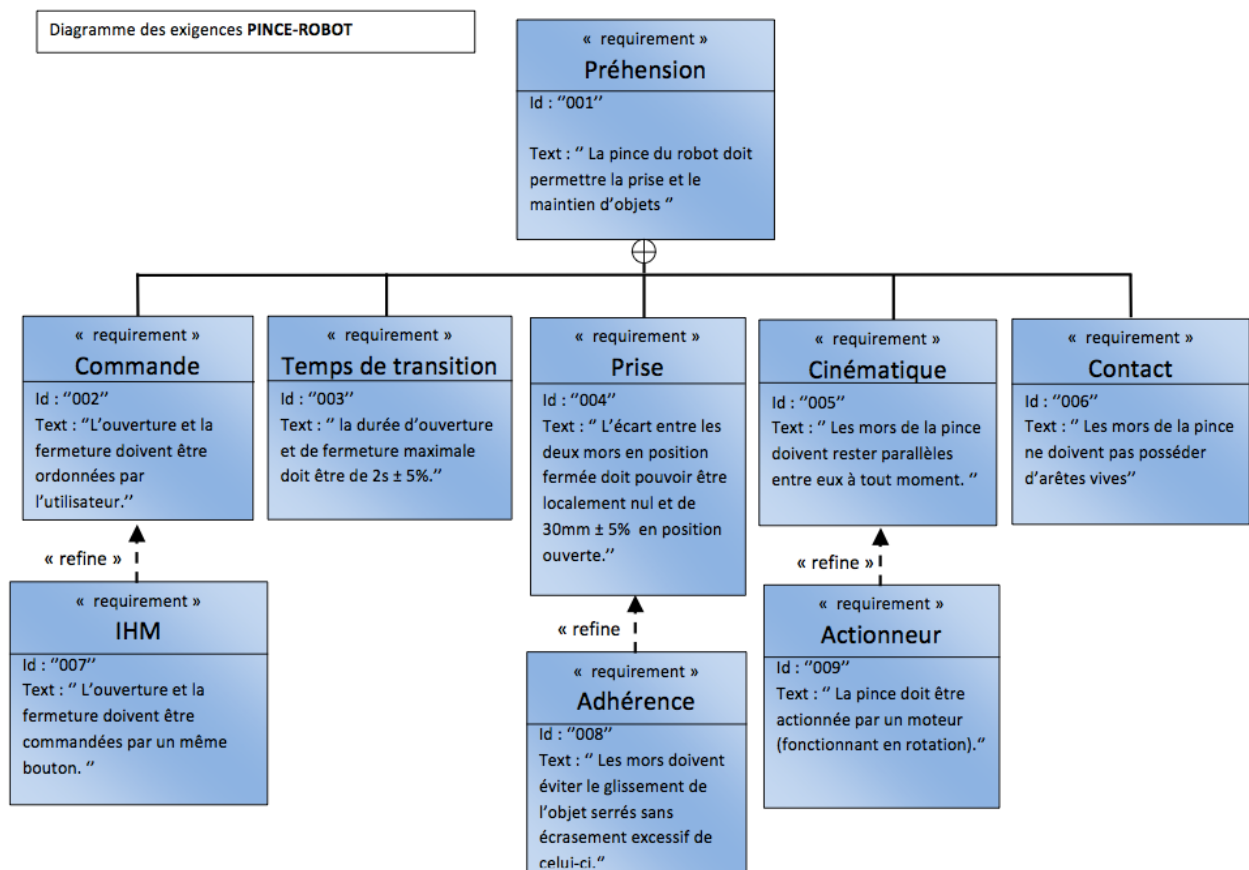 Diagramme des exigences PINCE-ROBOT
« requirement »
Préhension
Id : ‘‘001’’
Text : ‘‘ La pince du robot doit
permettre la prise et le
maintien d’objets ‘‘
« requirement »
Commande
Id : ‘‘002’’
Text : ‘‘L’ouverture et la
fermeture doivent être
ordonnées par
l’utilisateur.’’
« requirement »
Temps de transition
Id : ‘‘003’’
Text : ‘‘ la durée d’ouverture
et de fermeture maximale
doit être de 2s ± 5%.’’
« requirement »
Prise
Id : ‘‘004’’
Text : ‘‘ L’écart entre les
deux mors en position
fermée doit pouvoir être
localement nul et de
30mm ± 5% en position
ouverte.’’
« requirement »
Cinématique
Id : ‘‘005’’
Text : ‘‘ Les mors de la pince
doivent rester parallèles
entre eux à tout moment. ‘‘
« requirement »
Contact
Id : ‘‘006’’
Text : ‘‘ Les mors de la pince
ne doivent pas posséder
d’arêtes vives’’
« refine »
« requirement »
IHM
Id : ‘‘007’’
Text : ‘‘ L’ouverture et la
fermeture doivent être
commandées par un même
bouton. ‘‘
« refine
« requirement »
Adhérence
Id : ‘‘008’’
Text : ‘‘ Les mors doivent
éviter le glissement de
l’objet serrés sans
écrasement excessif de
celui-ci.‘‘
« refine »
« requirement »
Actionneur
Id : ‘‘009’’
Text : ‘‘ La pince doit être
actionnée par un moteur
(fonctionnant en rotation).‘‘